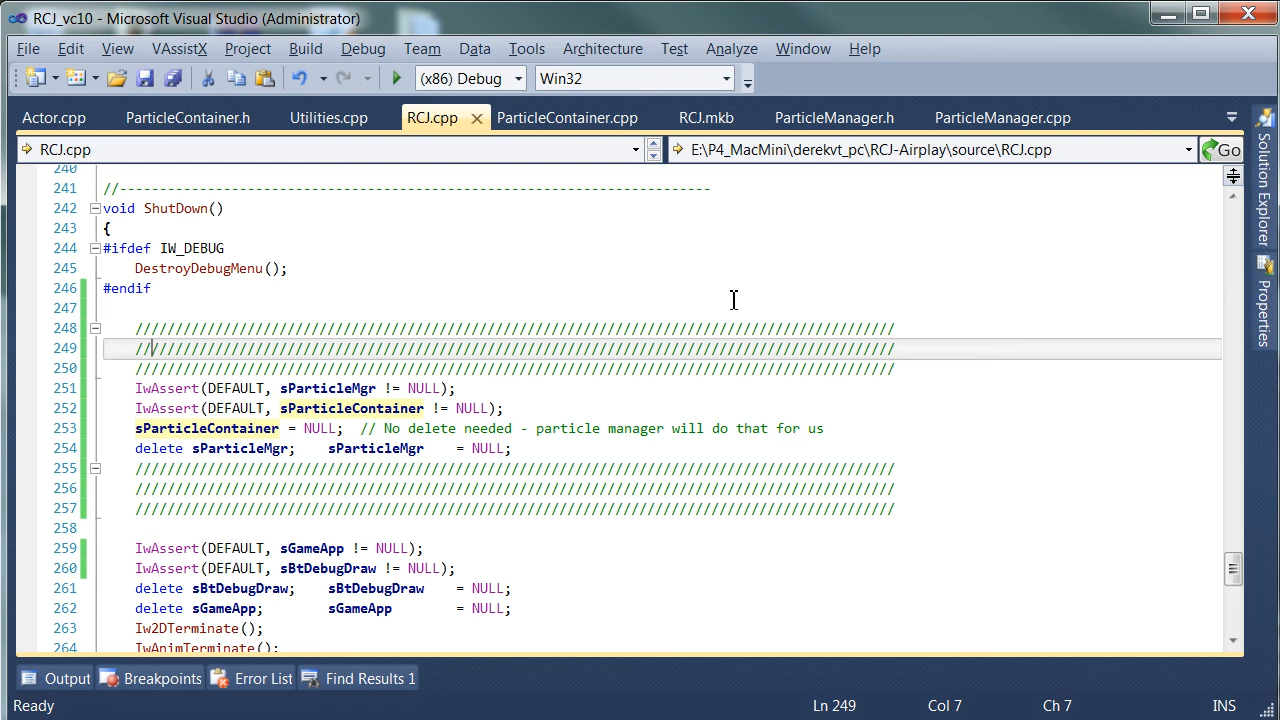 RCJ_vc10 - Microsoft Visual Studio (Administrator)
File Edit View VAssistX Project Build Debug Team Data Tools Architecture Test Analyze Window Help
(x86) Debug Win32
Actor.cpp ParticleContainer.h Utilities.cpp RCJ.cpp ParticleContainer.cpp RCJ.mkb ParticleManager.h ParticleManager.cpp
RCJ.cpp E:\P4_MacMini\derekvt_pc\RCJ-Airplay\source\RCJ.cpp Go
240
241 //--------------------------------------------------------------------------
242 void ShutDown()
243 {
244 #ifdef IW_DEBUG
245 DestroyDebugMenu();
246 #endif
247
248 ///////////////////////////////////////////////////////////////////////////////////////////////
249 ///////////////////////////////////////////////////////////////////////////////////////////////
250 ///////////////////////////////////////////////////////////////////////////////////////////////
251 IwAssert(DEFAULT, sParticleMgr != NULL);
252 IwAssert(DEFAULT, sParticleContainer != NULL);
253 sParticleContainer = NULL; // No delete needed - particle manager will do that for us
254 delete sParticleMgr; sParticleMgr = NULL;
255 ///////////////////////////////////////////////////////////////////////////////////////////////
256 ///////////////////////////////////////////////////////////////////////////////////////////////
257 ///////////////////////////////////////////////////////////////////////////////////////////////
258
259 IwAssert(DEFAULT, sGameApp != NULL);
260 IwAssert(DEFAULT, sBtDebugDraw != NULL);
261 delete sBtDebugDraw; sBtDebugDraw = NULL;
262 delete sGameApp; sGameApp = NULL;
263 Iw2DTerminate();
264 IwAnimTerminate();
Solution Explorer
Properties
Output Breakpoints Error List Find Results 1
Ready Ln 249 Col 7 Ch 7 INS